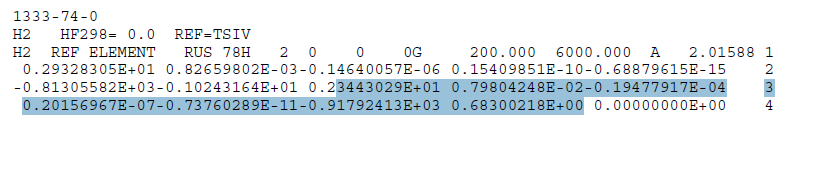 1333-74-0
H2   HF298= 0.0  REF=TSIV
H2  REF ELEMENT   RUS 78H   2  0    0    0G     200.000  6000.000  A   2.01588 1
 0.29328305E+01 0.82659802E-03-0.14640057E-06 0.15409851E-10-0.68879615E-15    2
-0.81305582E+03-0.10243164E+01 0.23443029E+01 0.79804248E-02-0.19477917E-04    3
 0.20156967E-07-0.73760289E-11-0.91792413E+03 0.68300218E+00 0.00000000E+00    4